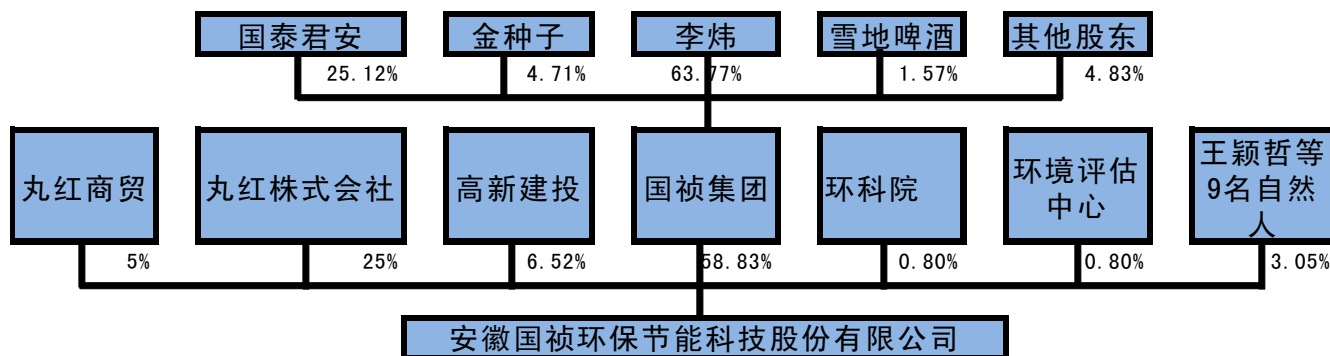 国泰君安 金种子 李炜 雪地啤酒 其他股东
25.12% 4.71% 63.77% 1.57% 4.83%
丸红商贸 丸红株式会社 高新建投 国祯集团 环科院 环境评估中心 王颖哲等9名自然人
5% 25% 6.52% 58.83% 0.80% 0.80% 3.05%
安徽国祯环保节能科技股份有限公司